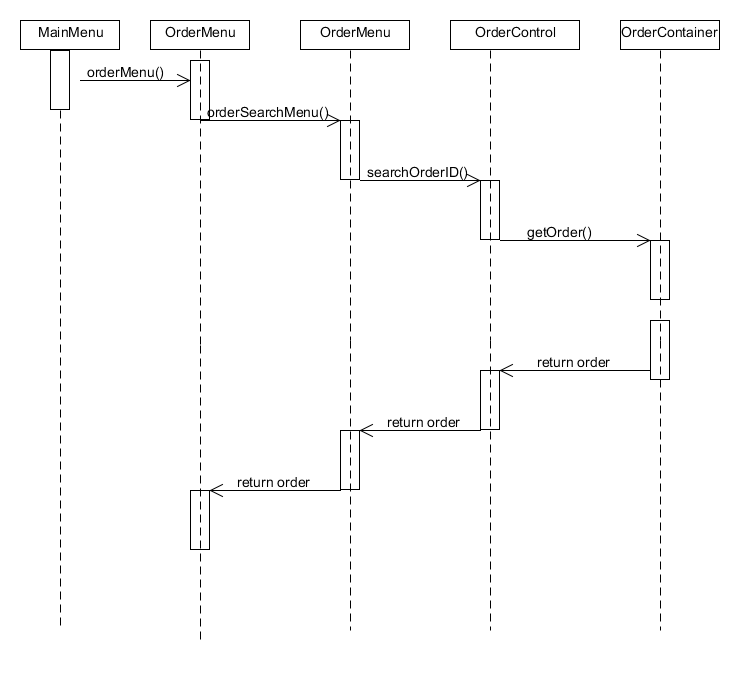 MainMenu
OrderMenu
OrderMenu
OrderControl
OrderContainer
orderMenu()
orderSearchMenu()
searchOrderID()
getOrder()
return order
return order
return order